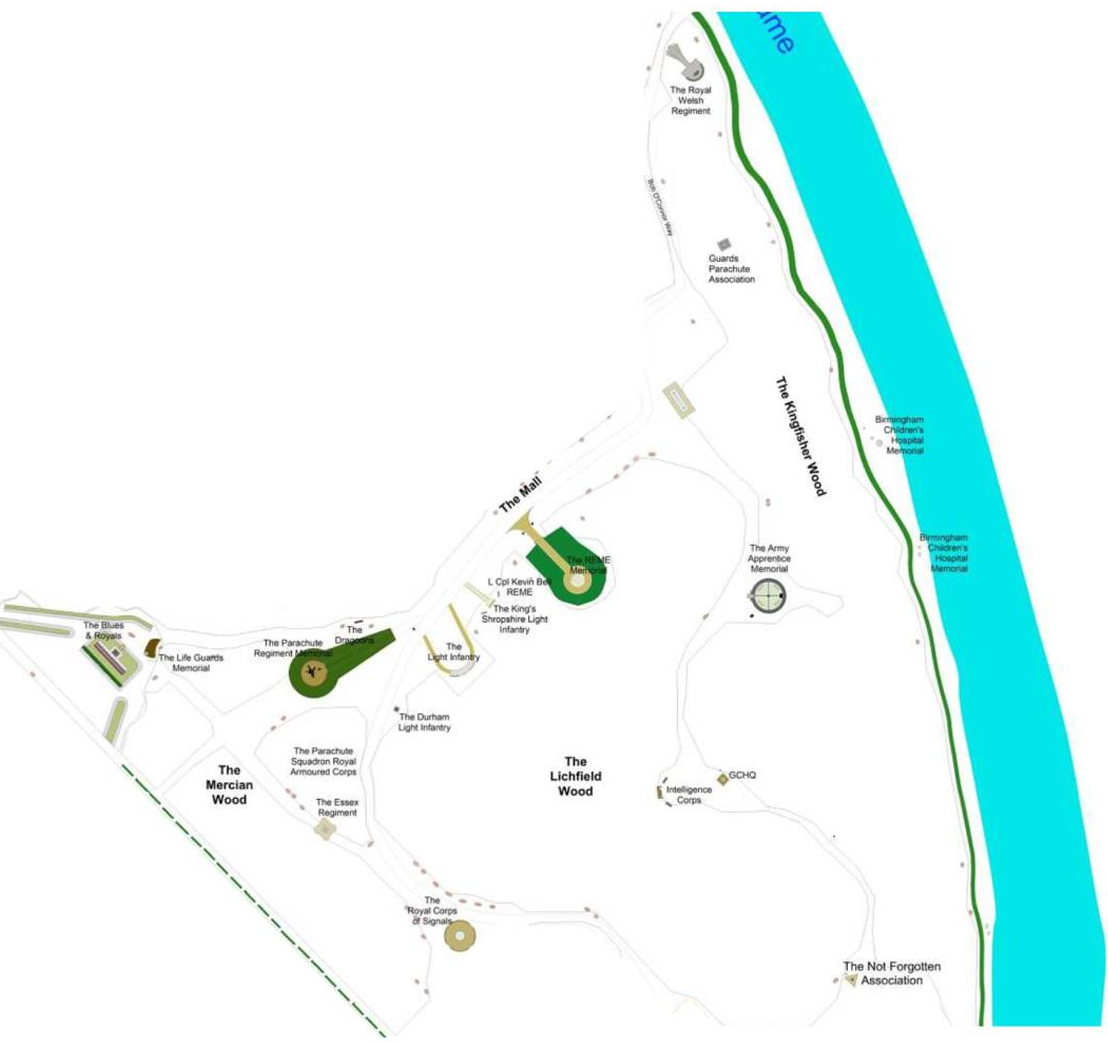 ame
The Royal
Welsh
Regiment
Bob O'Connor Way
Guards
Parachute
Association
The Kingfisher Wood
Birmingham
Children's
Hospital
Memorial
The Mall
Birmingham
Children's
Hospital
Memorial
The Army
Apprentice
Memorial
The REME
Memorial
L Cpl Kevin Bell
REME
The King's
Shropshire Light
Infantry
The Blues
& Royals
The
Dragoons
The Parachute
Regiment Memorial
The
Light Infantry
The Life Guards
Memorial
The Durham
Light Infantry
The Parachute
Squadron Royal
Armoured Corps
The
Mercian
Wood
The
Lichfield
Wood
GCHQ
Intelligence
Corps
The Essex
Regiment
The
Royal Corps
of Signals
The Not Forgotten
Association